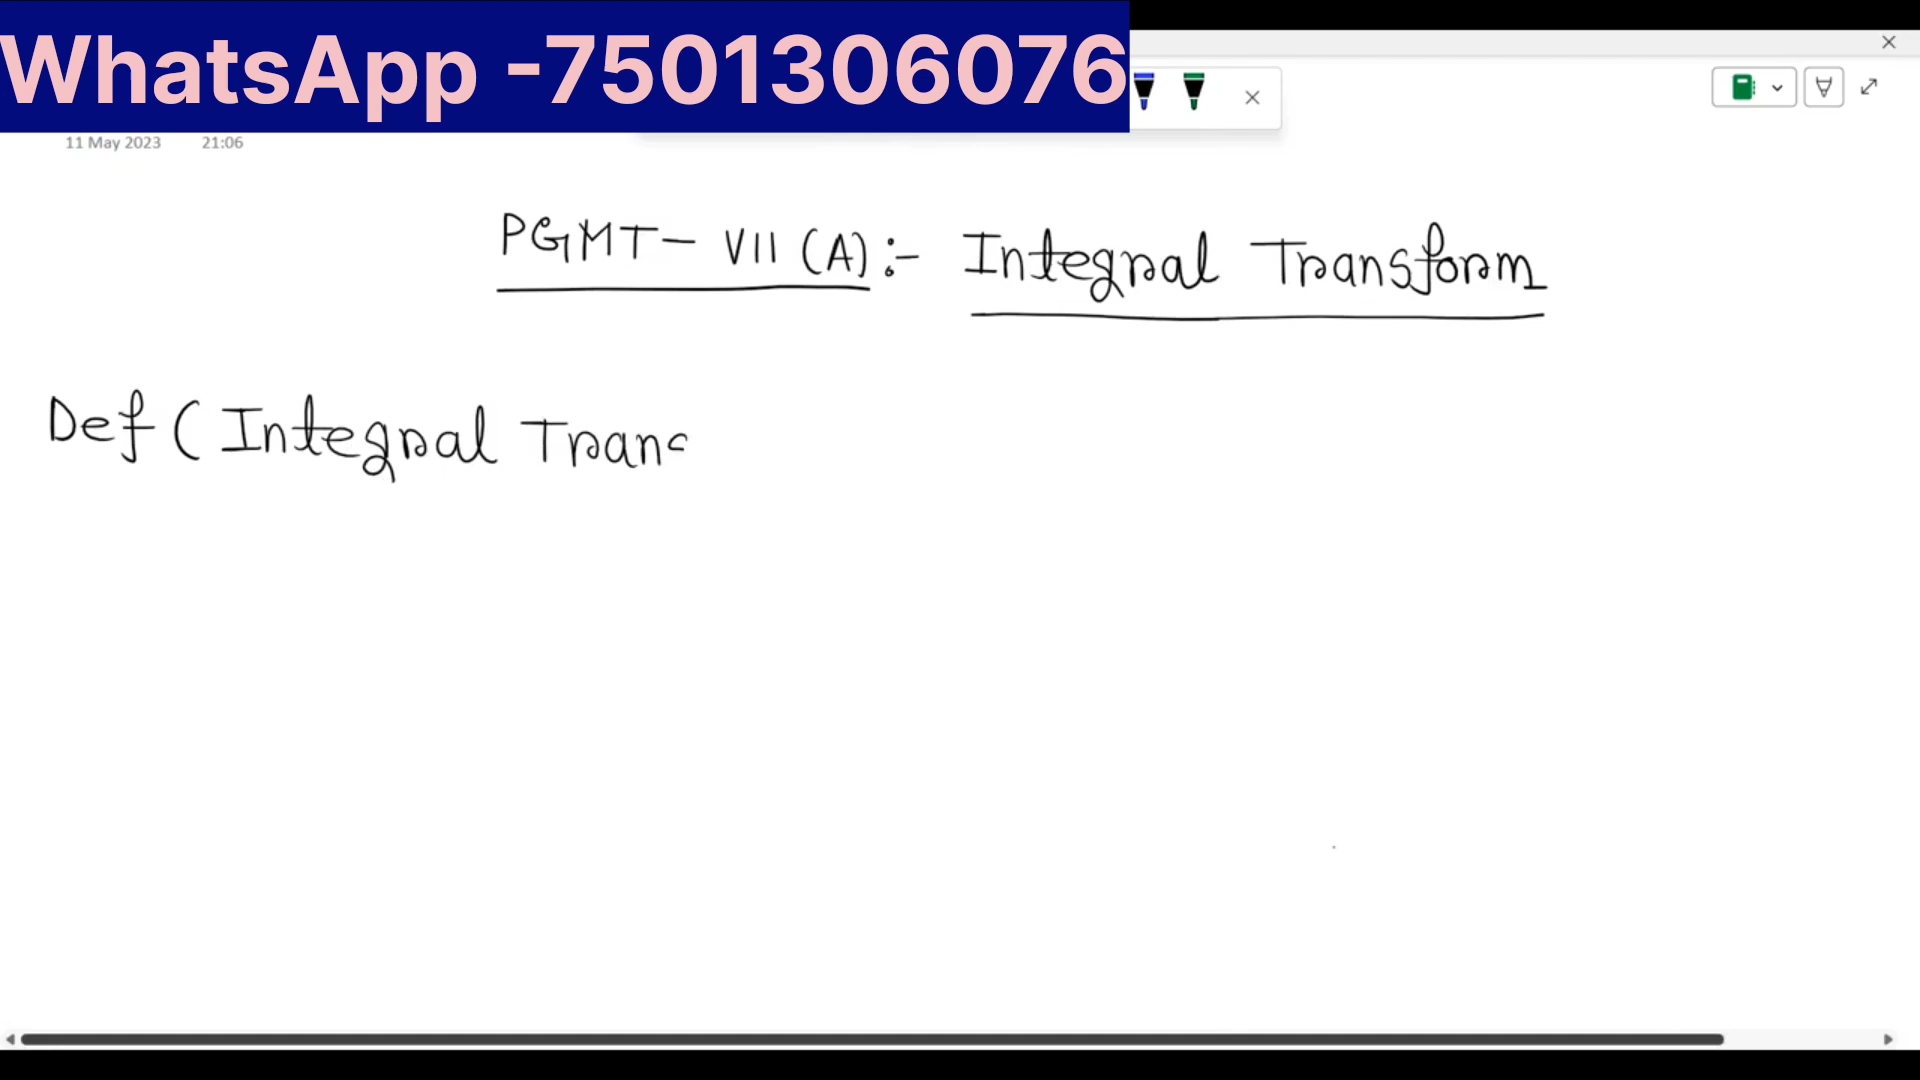 WhatsApp -7501306076
11 May 2023 21:06
PGMT- VII (A) :- Integral Transform
Def ( Integral Trans